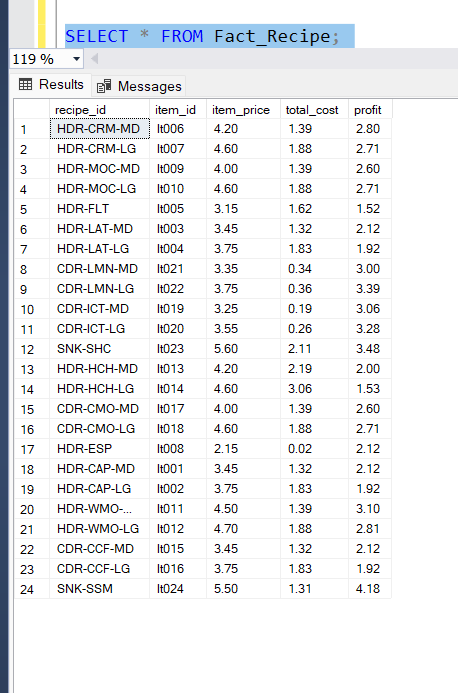 SELECT * FROM Fact_Recipe;
119 %
Results Messages
recipe_id item_id item_price total_cost profit
1 HDR-CRM-MD It006 4.20 1.39 2.80
2 HDR-CRM-LG It007 4.60 1.88 2.71
3 HDR-MOC-MD It009 4.00 1.39 2.60
4 HDR-MOC-LG It010 4.60 1.88 2.71
5 HDR-FLT It005 3.15 1.62 1.52
6 HDR-LAT-MD It003 3.45 1.32 2.12
7 HDR-LAT-LG It004 3.75 1.83 1.92
8 CDR-LMN-MD It021 3.35 0.34 3.00
9 CDR-LMN-LG It022 3.75 0.36 3.39
10 CDR-ICT-MD It019 3.25 0.19 3.06
11 CDR-ICT-LG It020 3.55 0.26 3.28
12 SNK-SHC It023 5.60 2.11 3.48
13 HDR-HCH-MD It013 4.20 2.19 2.00
14 HDR-HCH-LG It014 4.60 3.06 1.53
15 CDR-CMO-MD It017 4.00 1.39 2.60
16 CDR-CMO-LG It018 4.60 1.88 2.71
17 HDR-ESP It008 2.15 0.02 2.12
18 HDR-CAP-MD It001 3.45 1.32 2.12
19 HDR-CAP-LG It002 3.75 1.83 1.92
20 HDR-WMO-... It011 4.50 1.39 3.10
21 HDR-WMO-LG It012 4.70 1.88 2.81
22 CDR-CCF-MD It015 3.45 1.32 2.12
23 CDR-CCF-LG It016 3.75 1.83 1.92
24 SNK-SSM It024 5.50 1.31 4.18